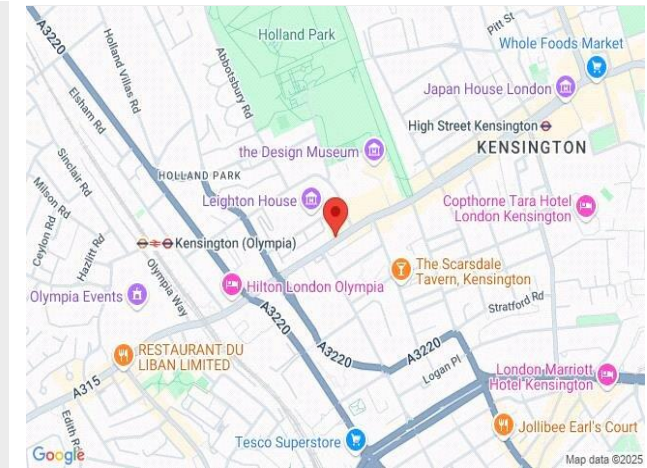 A3220
Holland Park
Pitt St
Whole Foods Market
Holland Villas Rd
Abbotsbury Rd
Japan House London
Elsham Rd
High Street Kensington
the Design Museum
KENSINGTON
Sinclair Rd
HOLLAND PARK
Milson Rd
Leighton House
Copthorne Tara Hotel
London Kensington
Ceylon Rd
Hazlitt Rd
Kensington (Olympia)
The Scarsdale
Tavern, Kensington
Olympia Events
Olympia Way
Hilton London Olympia
Stratford Rd
A3220
RESTAURANT DU
LIBAN LIMITED
A3220
A3220
Logan Pl
London Marriott
Hotel Kensington
A315
Edith Rd
Tesco Superstore
Jollibee Earl's Court
Google
Map data ©2025